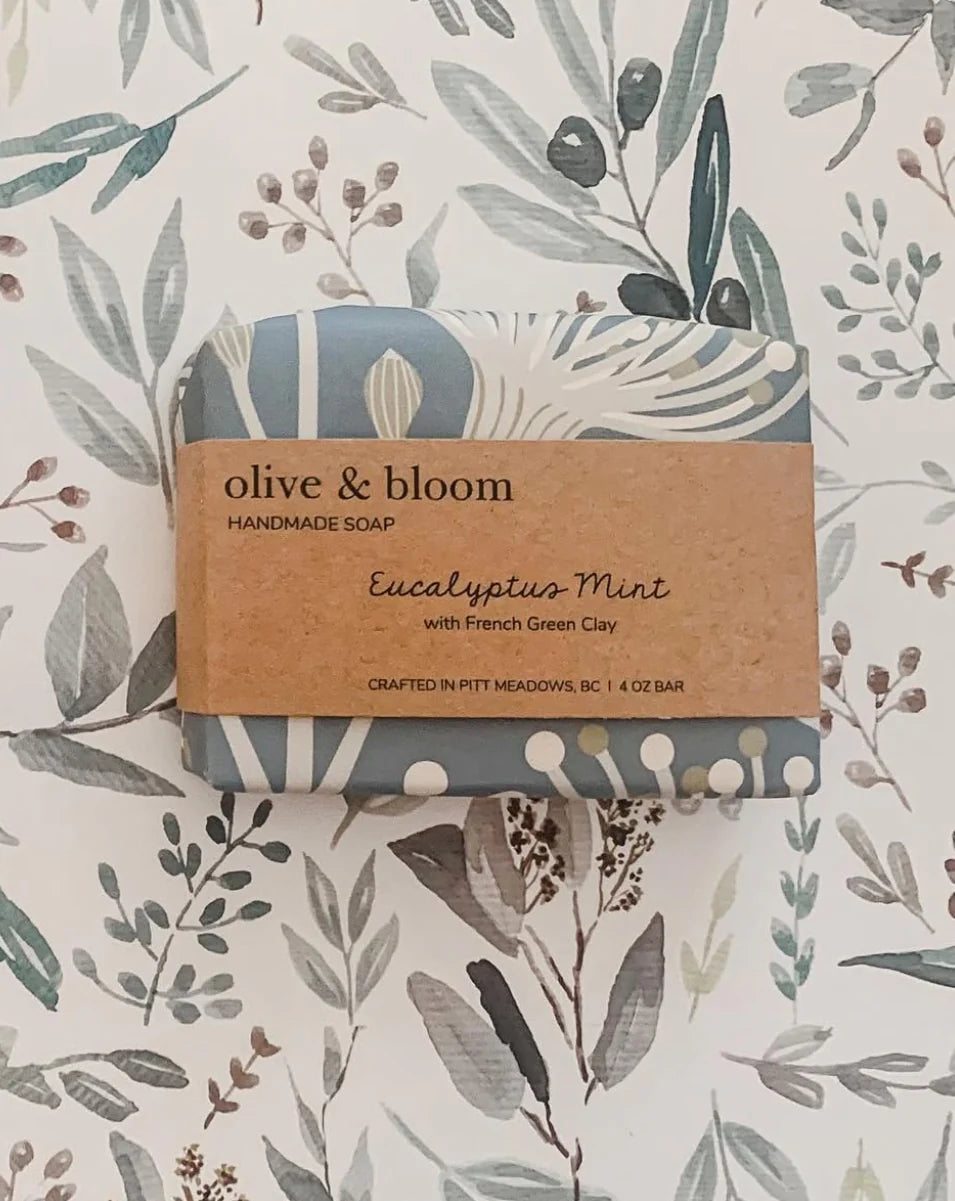 olive & bloom
HANDMADE SOAP
Eucalyptus Mint
with French Green Clay
CRAFTED IN PITT MEADOWS, BC | 4 OZ BAR